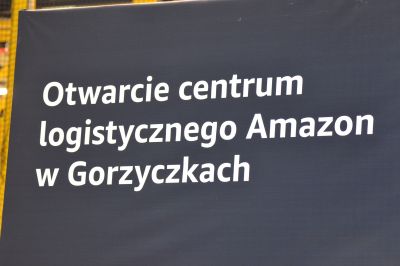 Otwarcie centrum
logistycznego Amazon
w Gorzyczkach